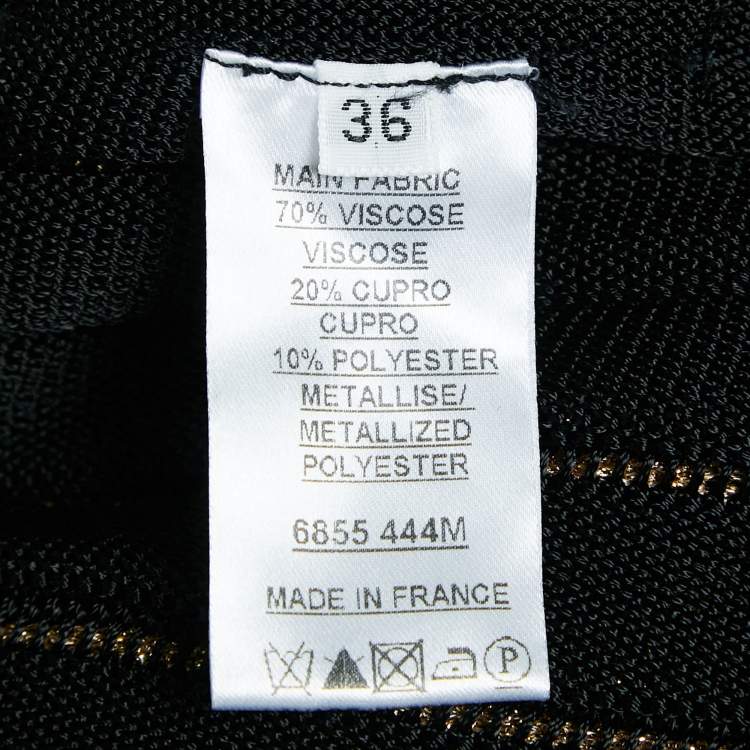 36
MAIN FABRIC
70% VISCOSE
VISCOSE
20% CUPRO
CUPRO
10% POLYESTER
METALLISE/
METALLIZED
POLYESTER
6855 444M
MADE IN FRANCE
P